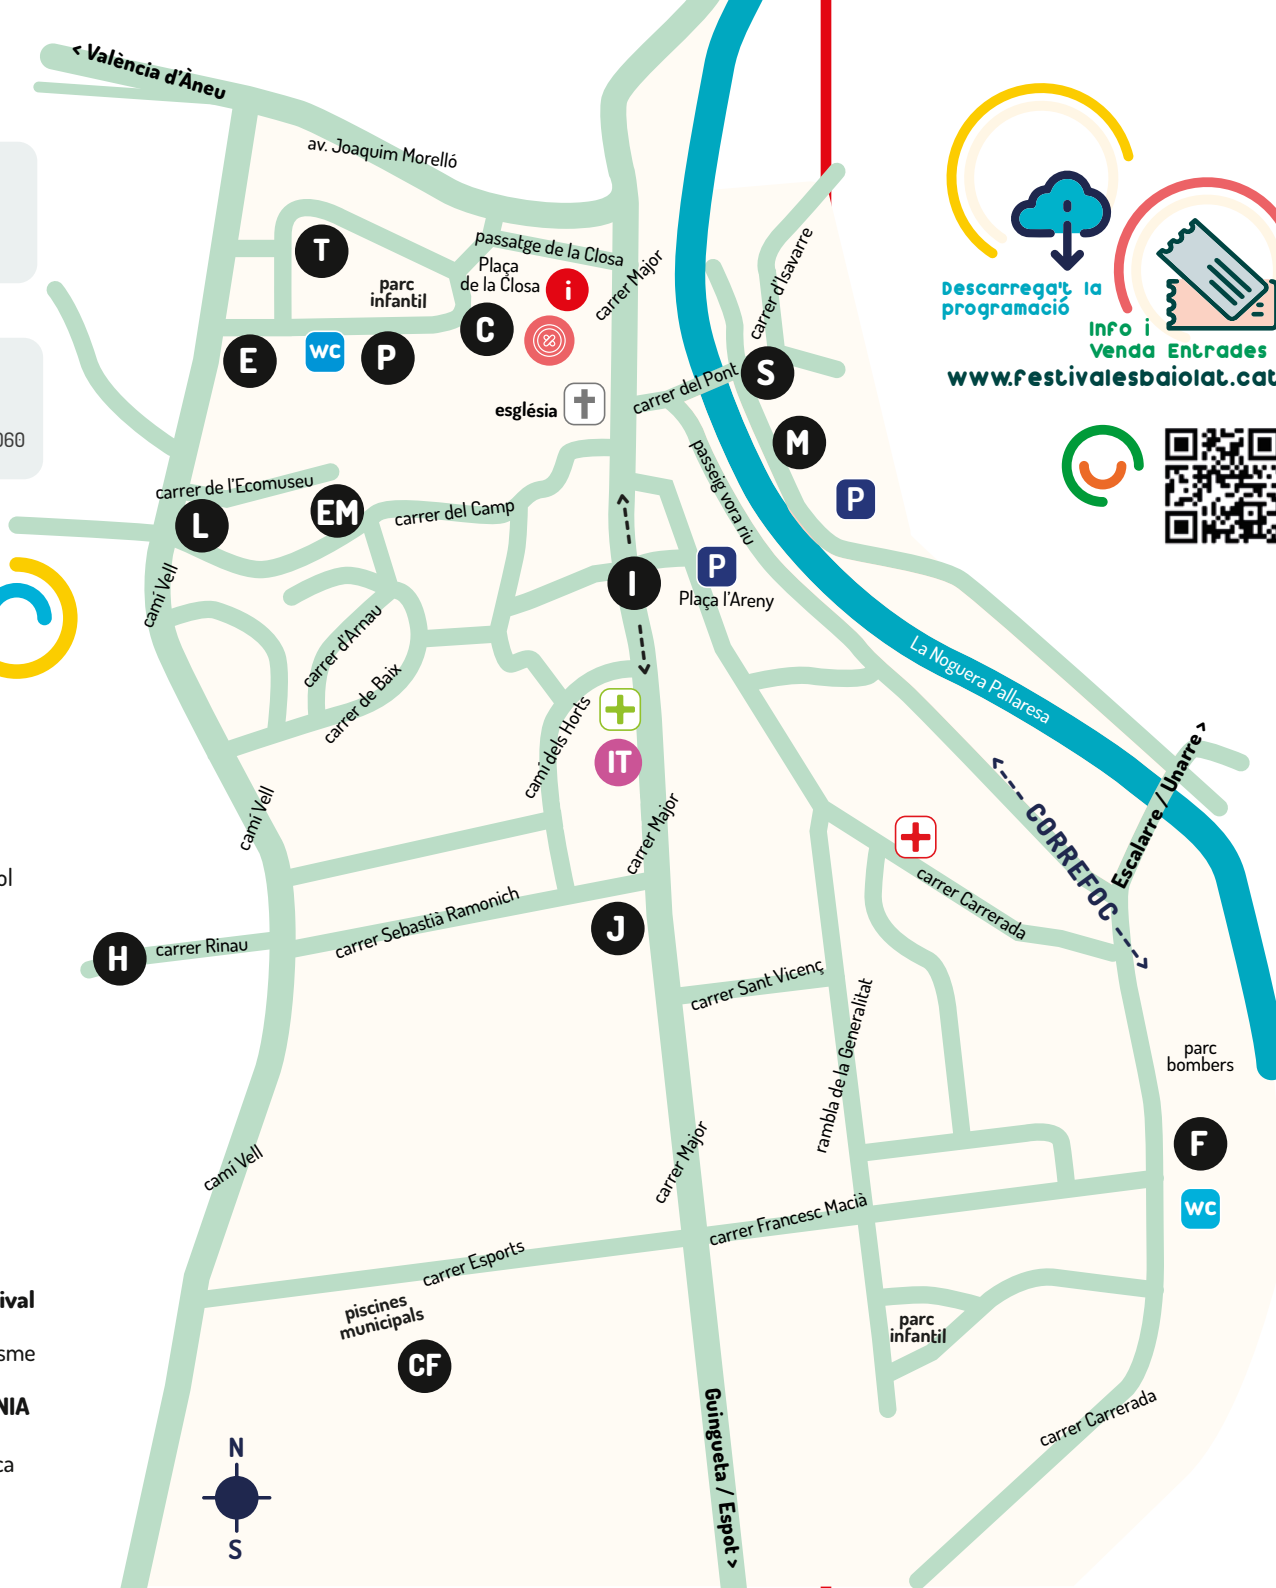 < València d'Àneu
av. Joaquim Morelló
passatge de la Closa
T
parc
infantil
Plaça
de la Closa
i
carrer Major
C
E
WC
P
església
carrer del Pont
S
carrer d'Isavarre
M
P
passeig vora riu
Descarrega't la
programació
Info i
Venda Entrades
www.festivalesbaiolat.cat
060
carrer de l'Ecomuseu
L
EM
carrer del Camp
I
P
Plaça l'Areny
camí Vell
carrer d'Arnau
carrer de Baix
La Noguera Pallaresa
camí dels Horts
IT
camí Vell
carrer Major
Escalarre / Unarre >
CORREFOC
carrer Carrerada
ol
H
carrer Rinau
carrer Sebastià Ramonich
J
carrer Sant Vicenç
rambla de la Generalitat
parc
bombers
F
WC
camí Vell
carrer Major
carrer Francesc Macià
carrer Esports
piscines
municipals
CF
parc
infantil
ival
sme
NIA
ca
carrer Carrerada
Guingueta / Espot >
N
S